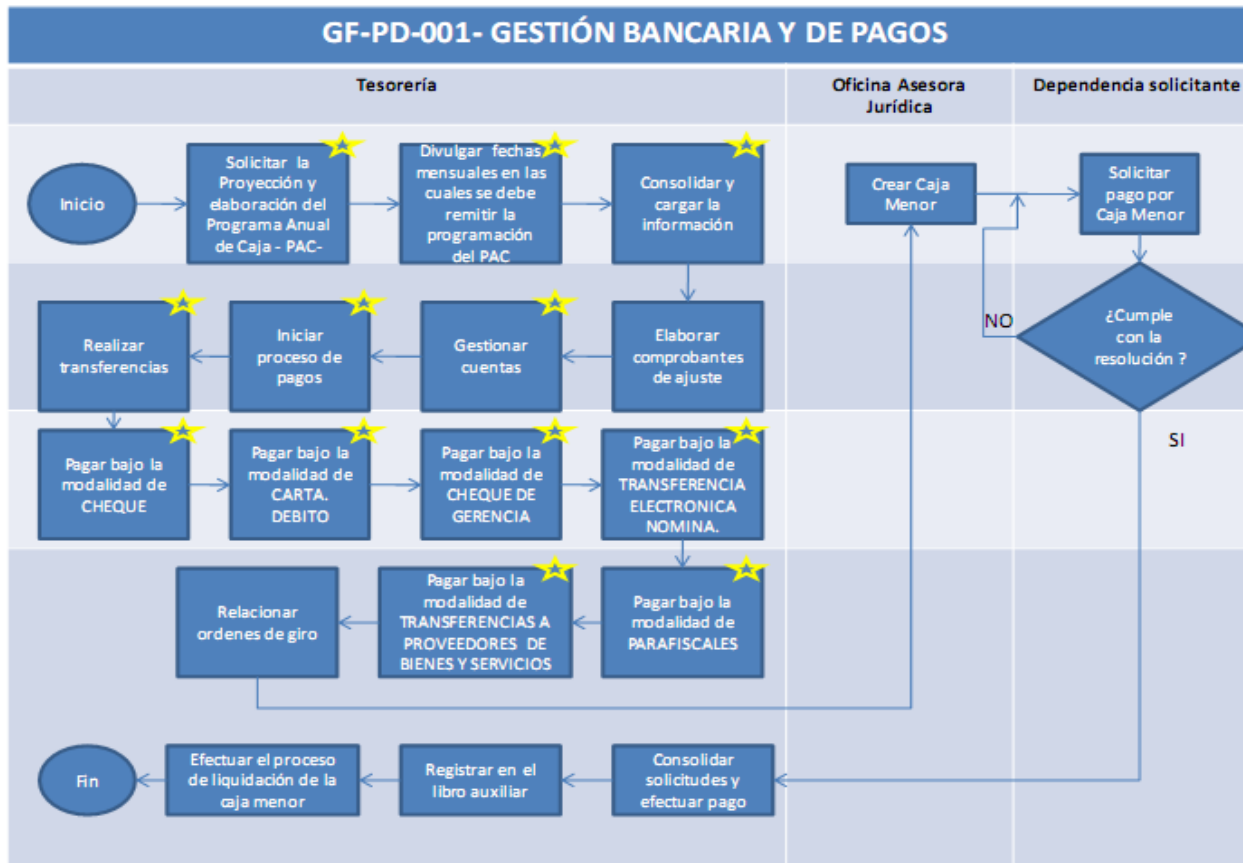 GF-PD-001- GESTIÓN BANCARIA Y DE PAGOS
Tesorería
Oficina Asesora
Jurídica
Dependencia solicitante
Inicio
Solicitar la
Proyección y
elaboración del
Programa Anual
de Caja - PAC-
Divulgar fechas
mensuales en las
cuales se debe
remitir la
programación
del PAC
Consolidar y
cargar la
información
Crear Caja
Menor
Solicitar
pago por
Caja Menor
Realizar
transferencias
Iniciar
proceso de
pagos
Gestionar
cuentas
Elaborar
comprobantes
de ajuste
NO
¿Cumple
con la
resolución ?
SI
Pagar bajo la
modalidad de
CHEQUE
Pagar bajo la
modalidad de
CARTA.
DEBITO
Pagar bajo la
modalidad de
CHEQUE DE
GERENCIA
Pagar bajo la
modalidad de
TRANSFERENCIA
ELECTRONICA
NOMINA.
Relacionar
ordenes de giro
Pagar bajo la
modalidad de
TRANSFERENCIAS A
PROVEEDORES DE
BIENES Y SERVICIOS
Pagar bajo la
modalidad de
PARAFISCALES
Fin
Efectuar el proceso
de liquidación de la
caja menor
Registrar en el
libro auxiliar
Consolidar
solicitudes y
efectuar pago